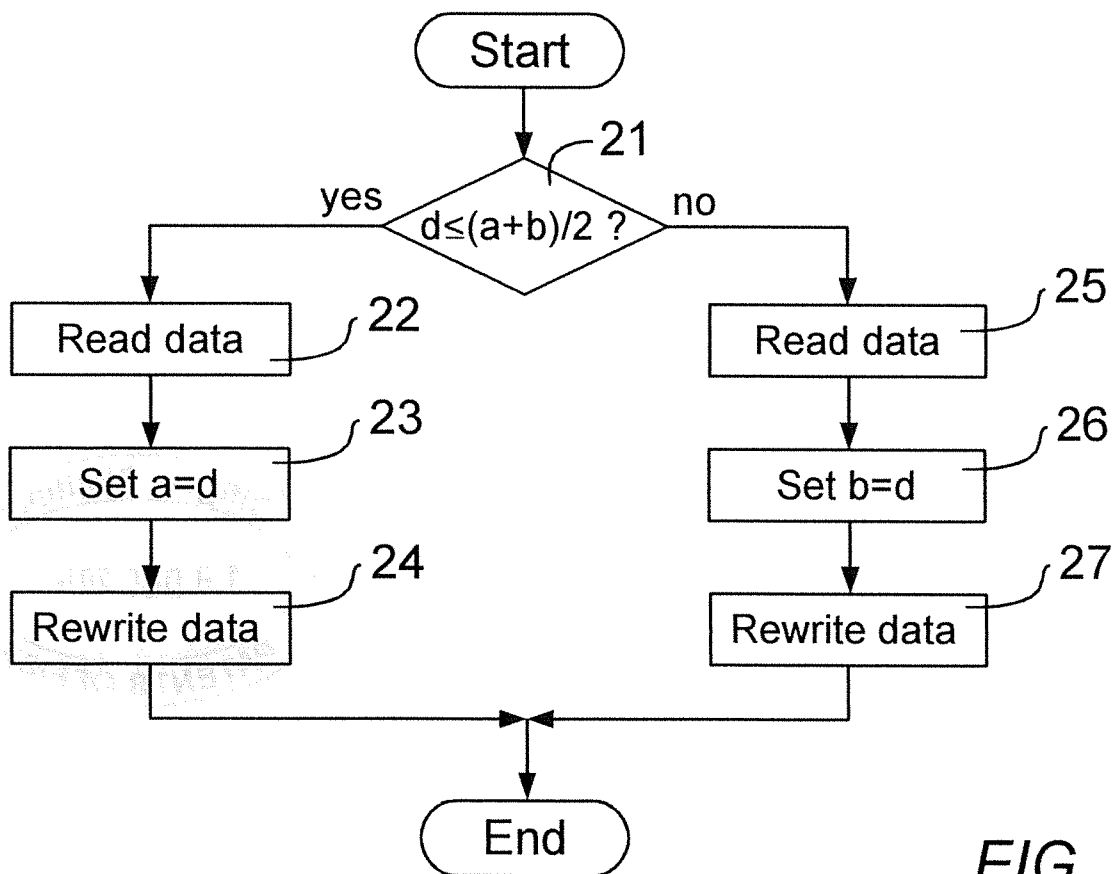 Start
21
yes
d≤(a+b)/2 ?
no
Read data
22
Read data
25
Set a=d
23
Set b=d
26
Rewrite data
24
Rewrite data
27
End
FIG